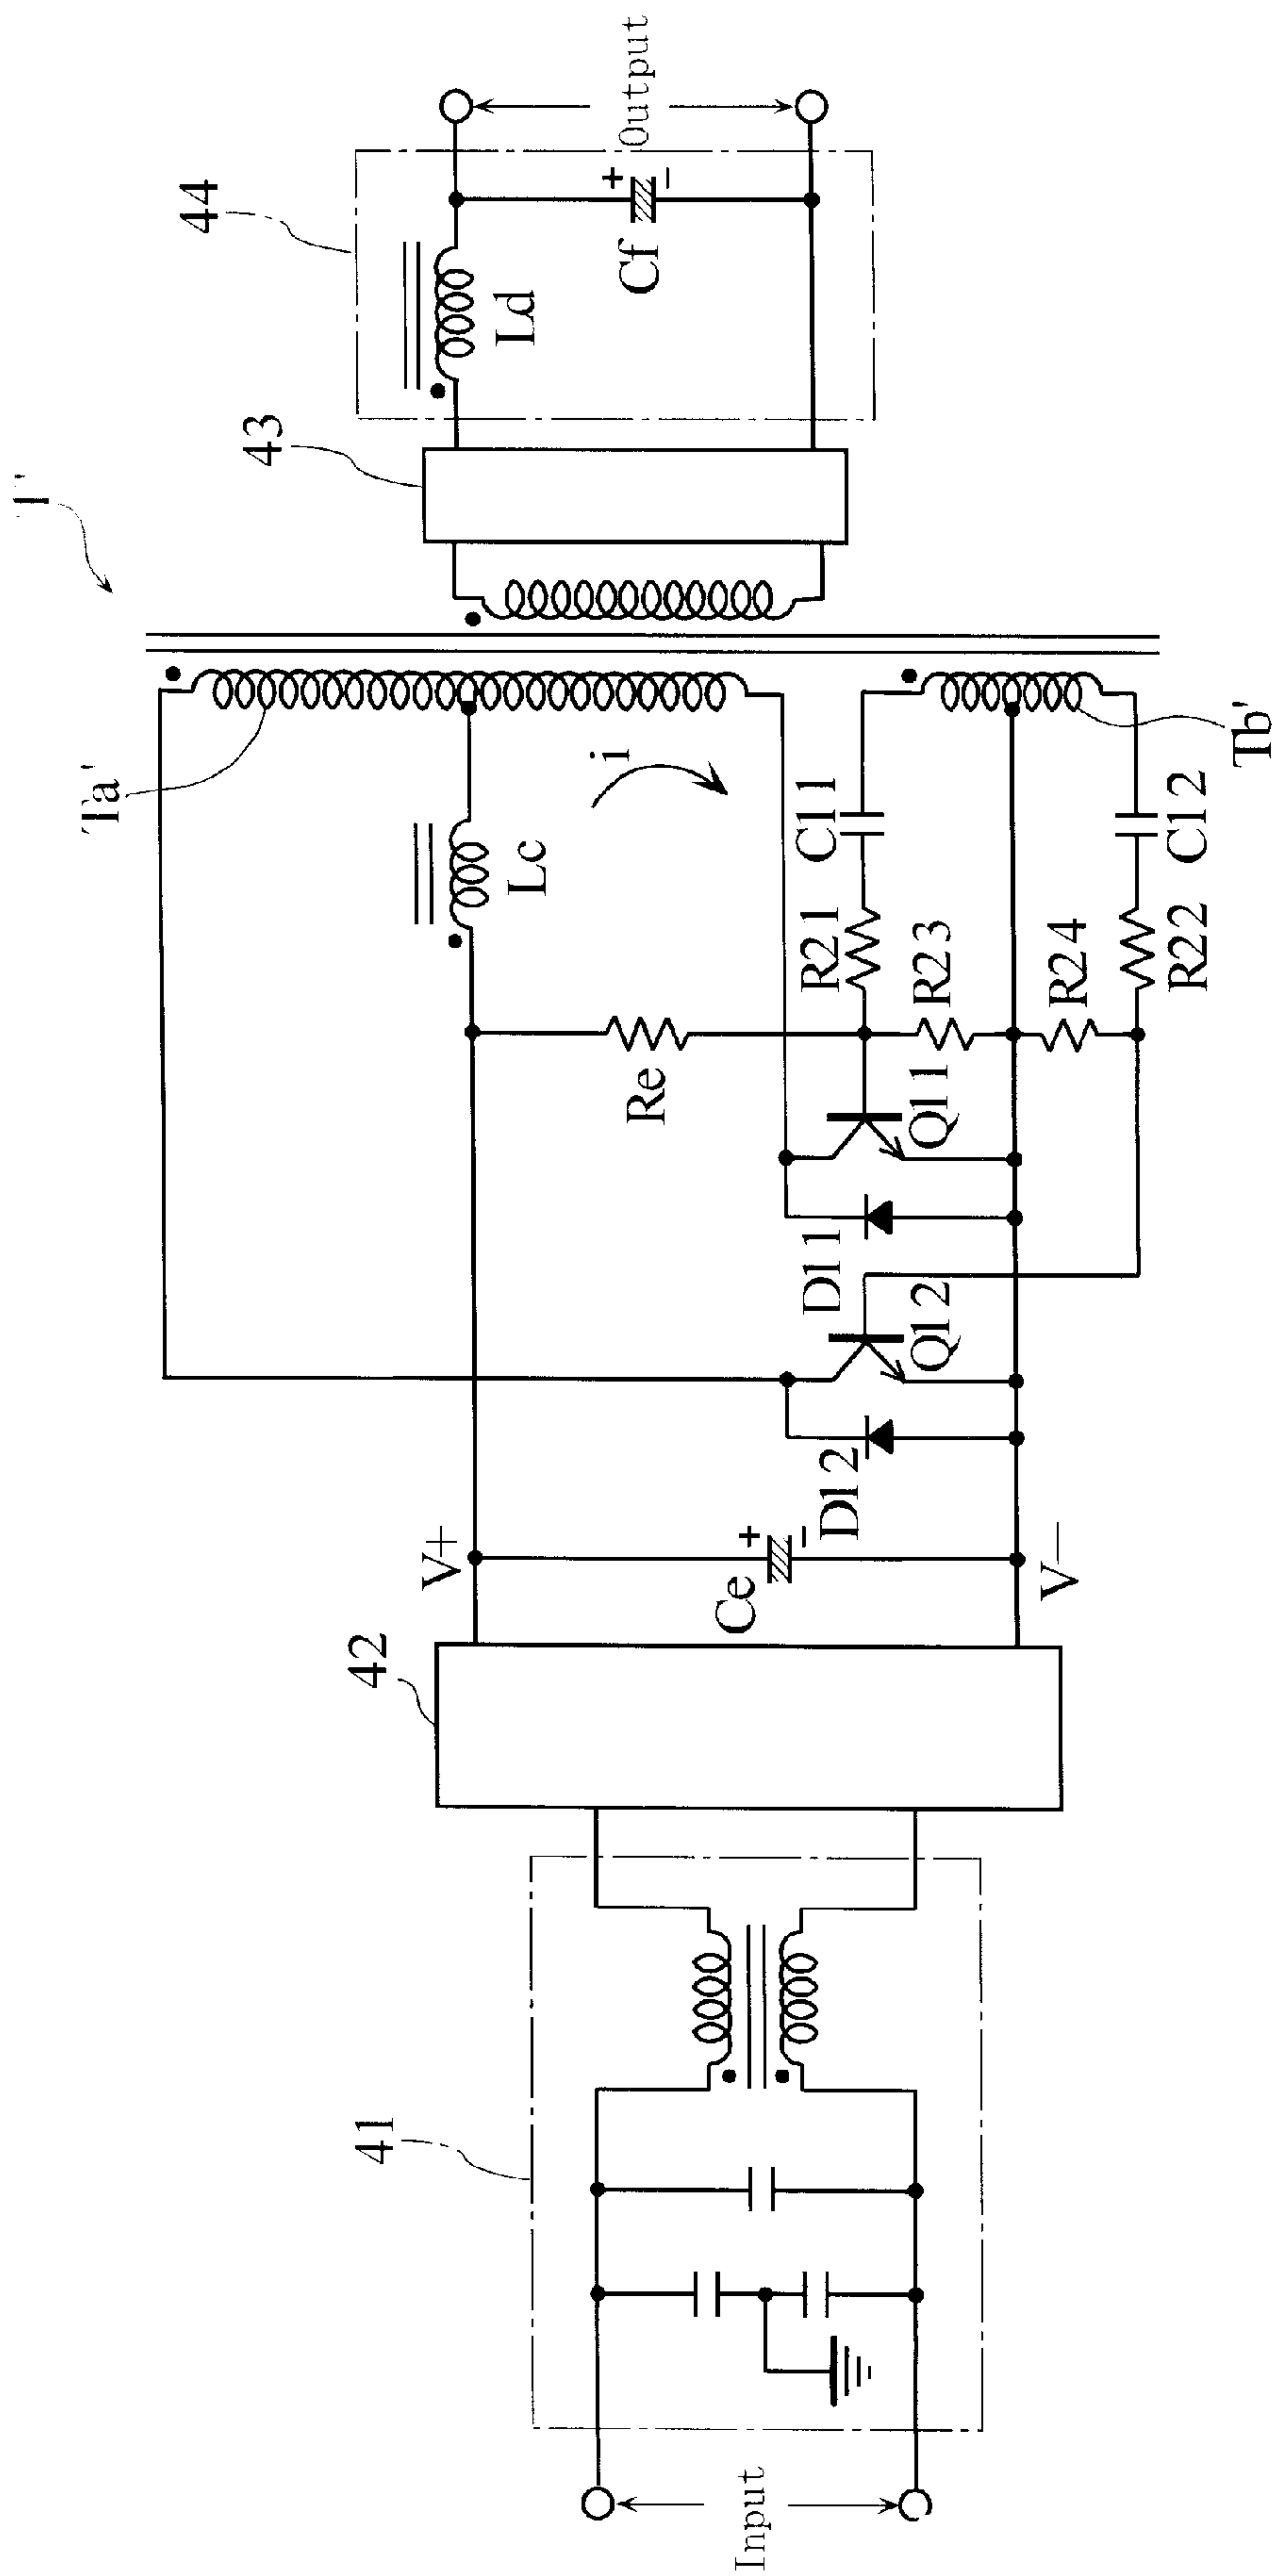 T'
44
43
Output
Cf
Ld
Ta'
i
Lc
C11
Tb'
R21
C12
R23
R24
R22
Re
Q11
D11
Q12
D12
V+
Ce
V−
42
41
Input